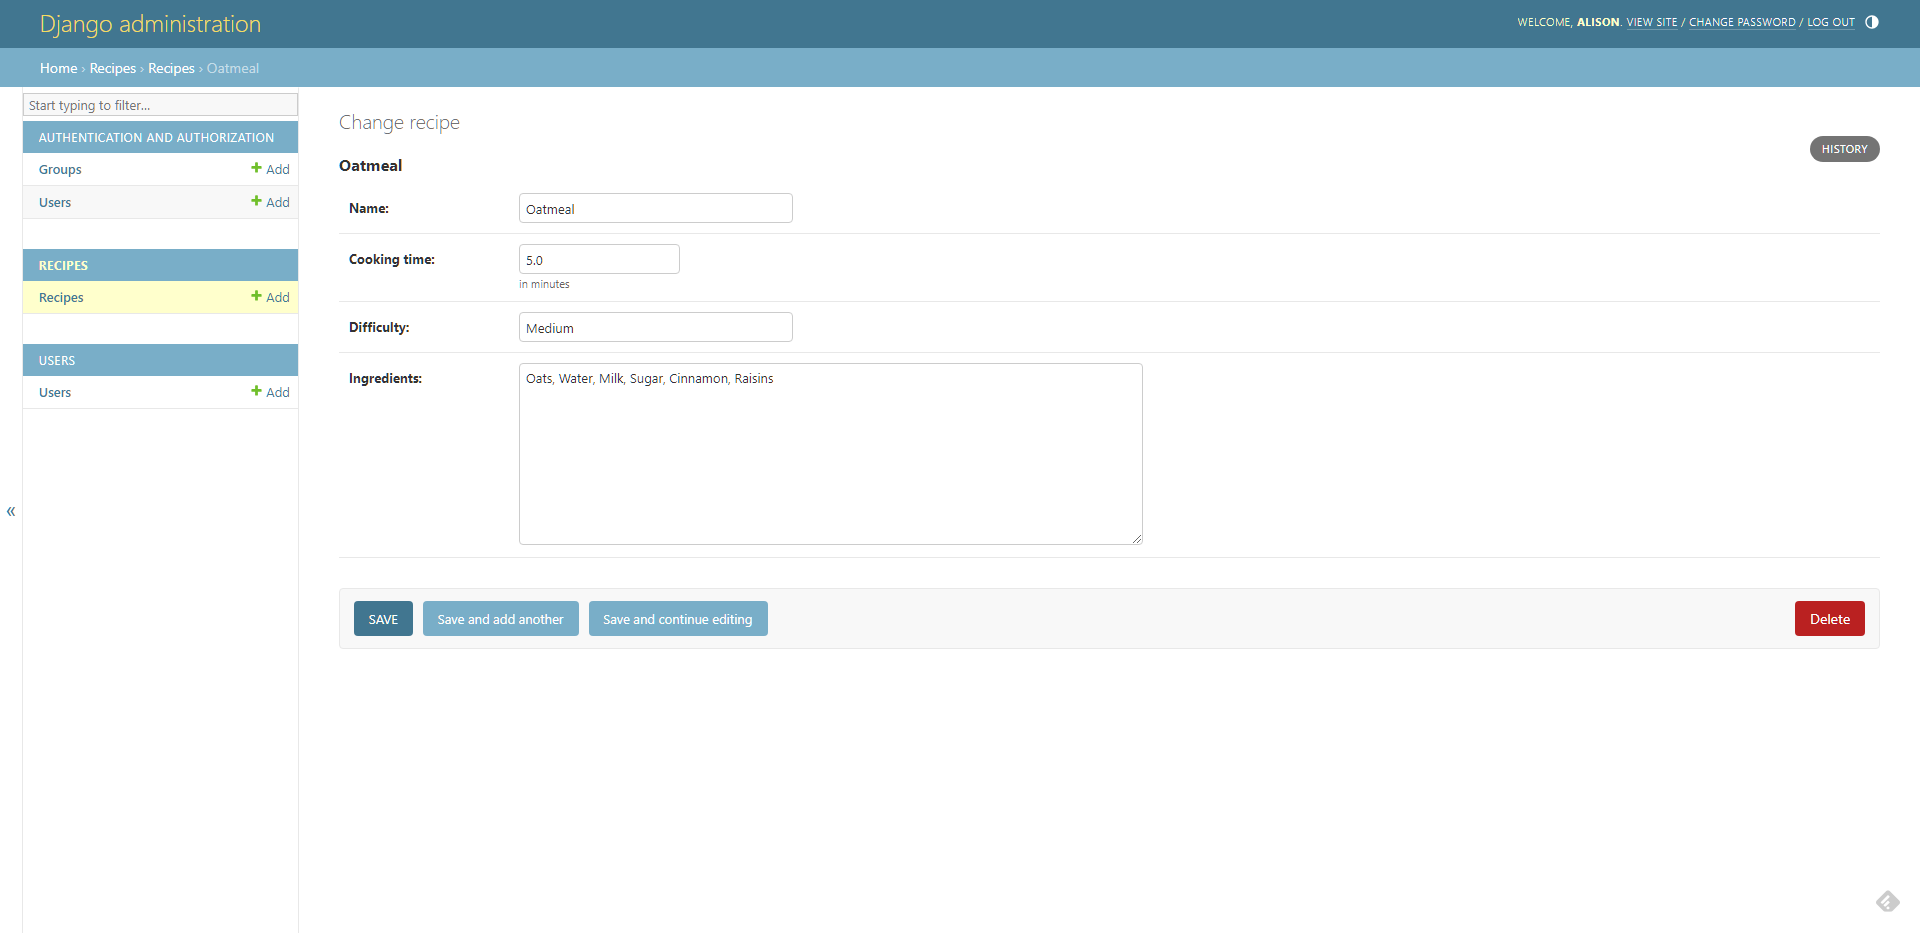 Django administration
WELCOME, ALISON. VIEW SITE / CHANGE PASSWORD / LOG OUT
Home › Recipes › Recipes › Oatmeal
Start typing to filter...
AUTHENTICATION AND AUTHORIZATION
Groups + Add
Users + Add
RECIPES
Recipes + Add
USERS
Users + Add
«
Change recipe
HISTORY
Oatmeal
Name: Oatmeal
Cooking time: 5.0
in minutes
Difficulty: Medium
Ingredients: Oats, Water, Milk, Sugar, Cinnamon, Raisins
SAVE Save and add another Save and continue editing Delete